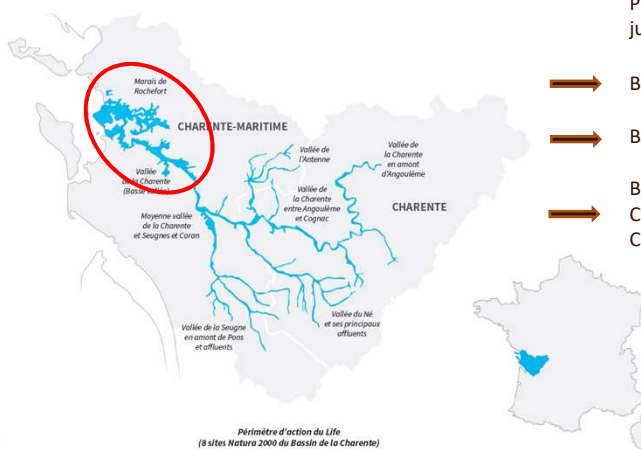 P
ju
B
B
B
C
C
Marais de
Rochefort
CHARENTE-MARITIME
Vallée
de la Charente
(Basse vallée)
Vallée de
l'Antenne
Vallée de
la Charente
en amont
d'Angoulême
Vallée de
la Charente
entre Angoulême
et Cognac
CHARENTE
Moyenne vallée
de la Charente
et Seugnes et Coran
Vallée de la Seugne
en amont de Pons
et affluents
Vallée du Né
et ses principaux
affluents
Périmètre d'action du Life
(8 sites Natura 2000 du Bassin de la Charente)